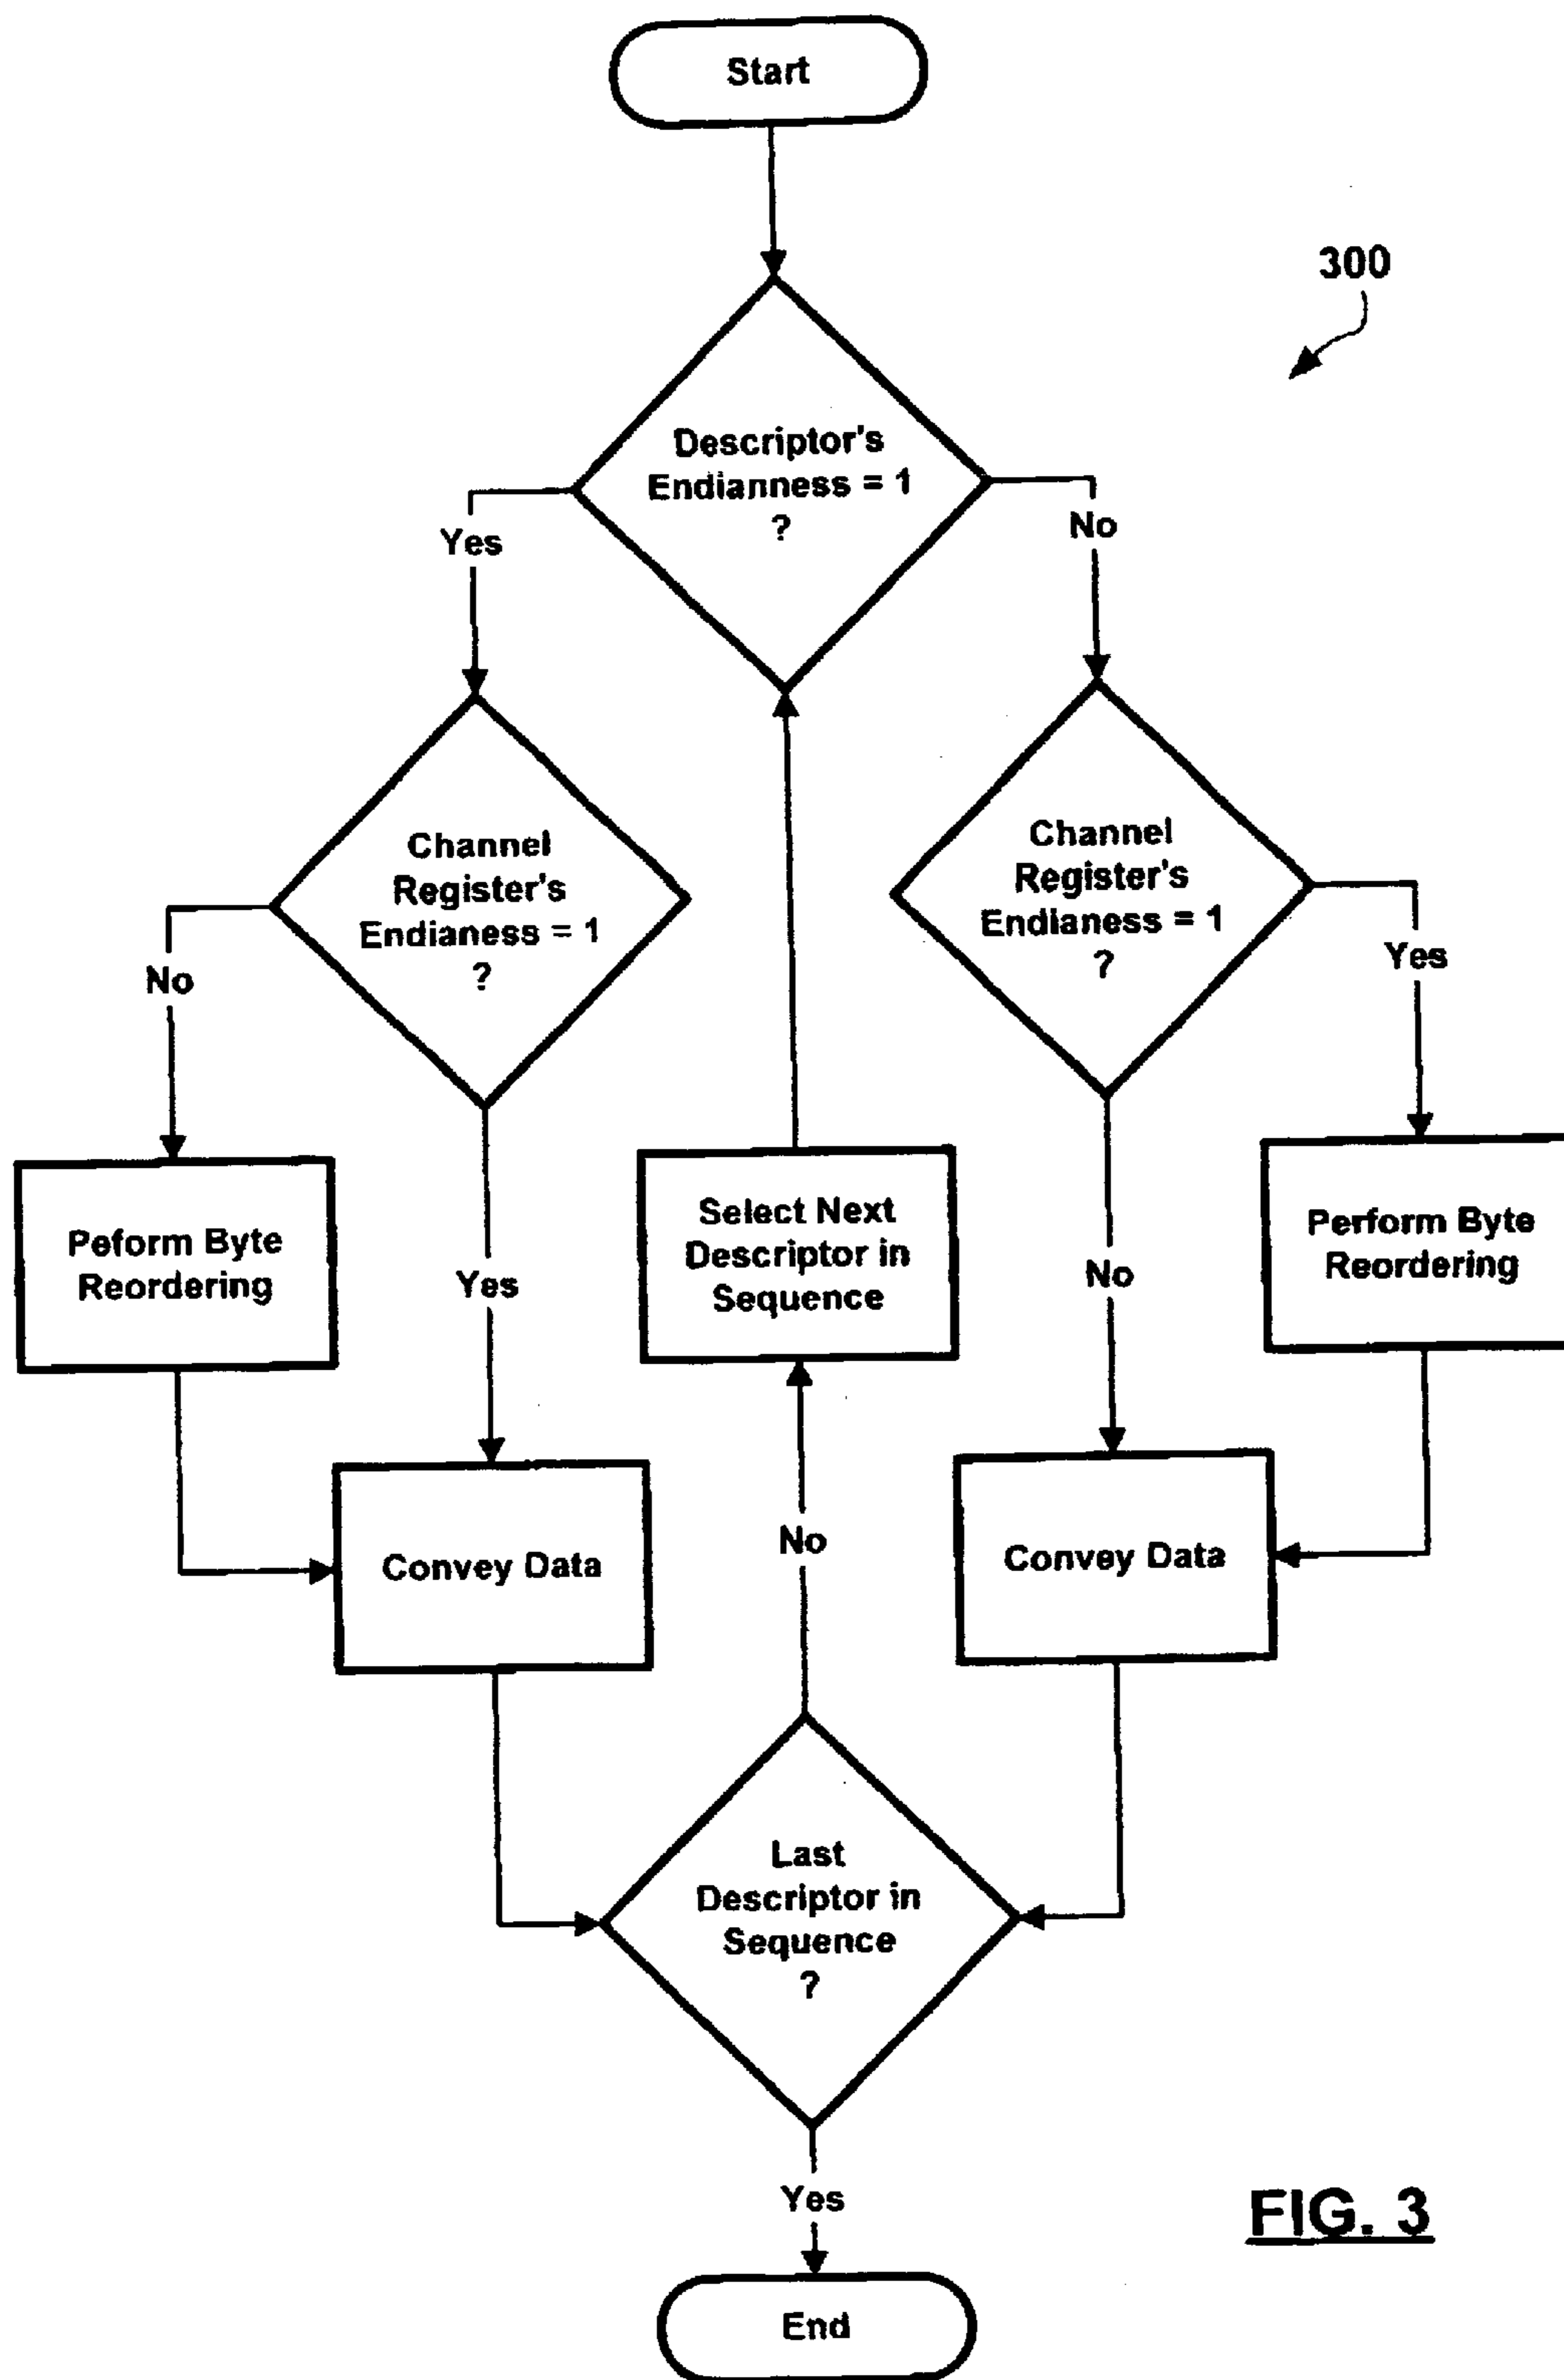 Start
300
Descriptor's
Endianness = 1
?
Yes
No
Channel
Register's
Endianess = 1
?
Channel
Register's
Endianess = 1
?
No
Yes
Peform Byte
Reordering
Yes
Select Next
Descriptor in
Sequence
No
Perform Byte
Reordering
Convey Data
No
Convey Data
Last
Descriptor in
Sequence
?
Yes
End
FIG. 3